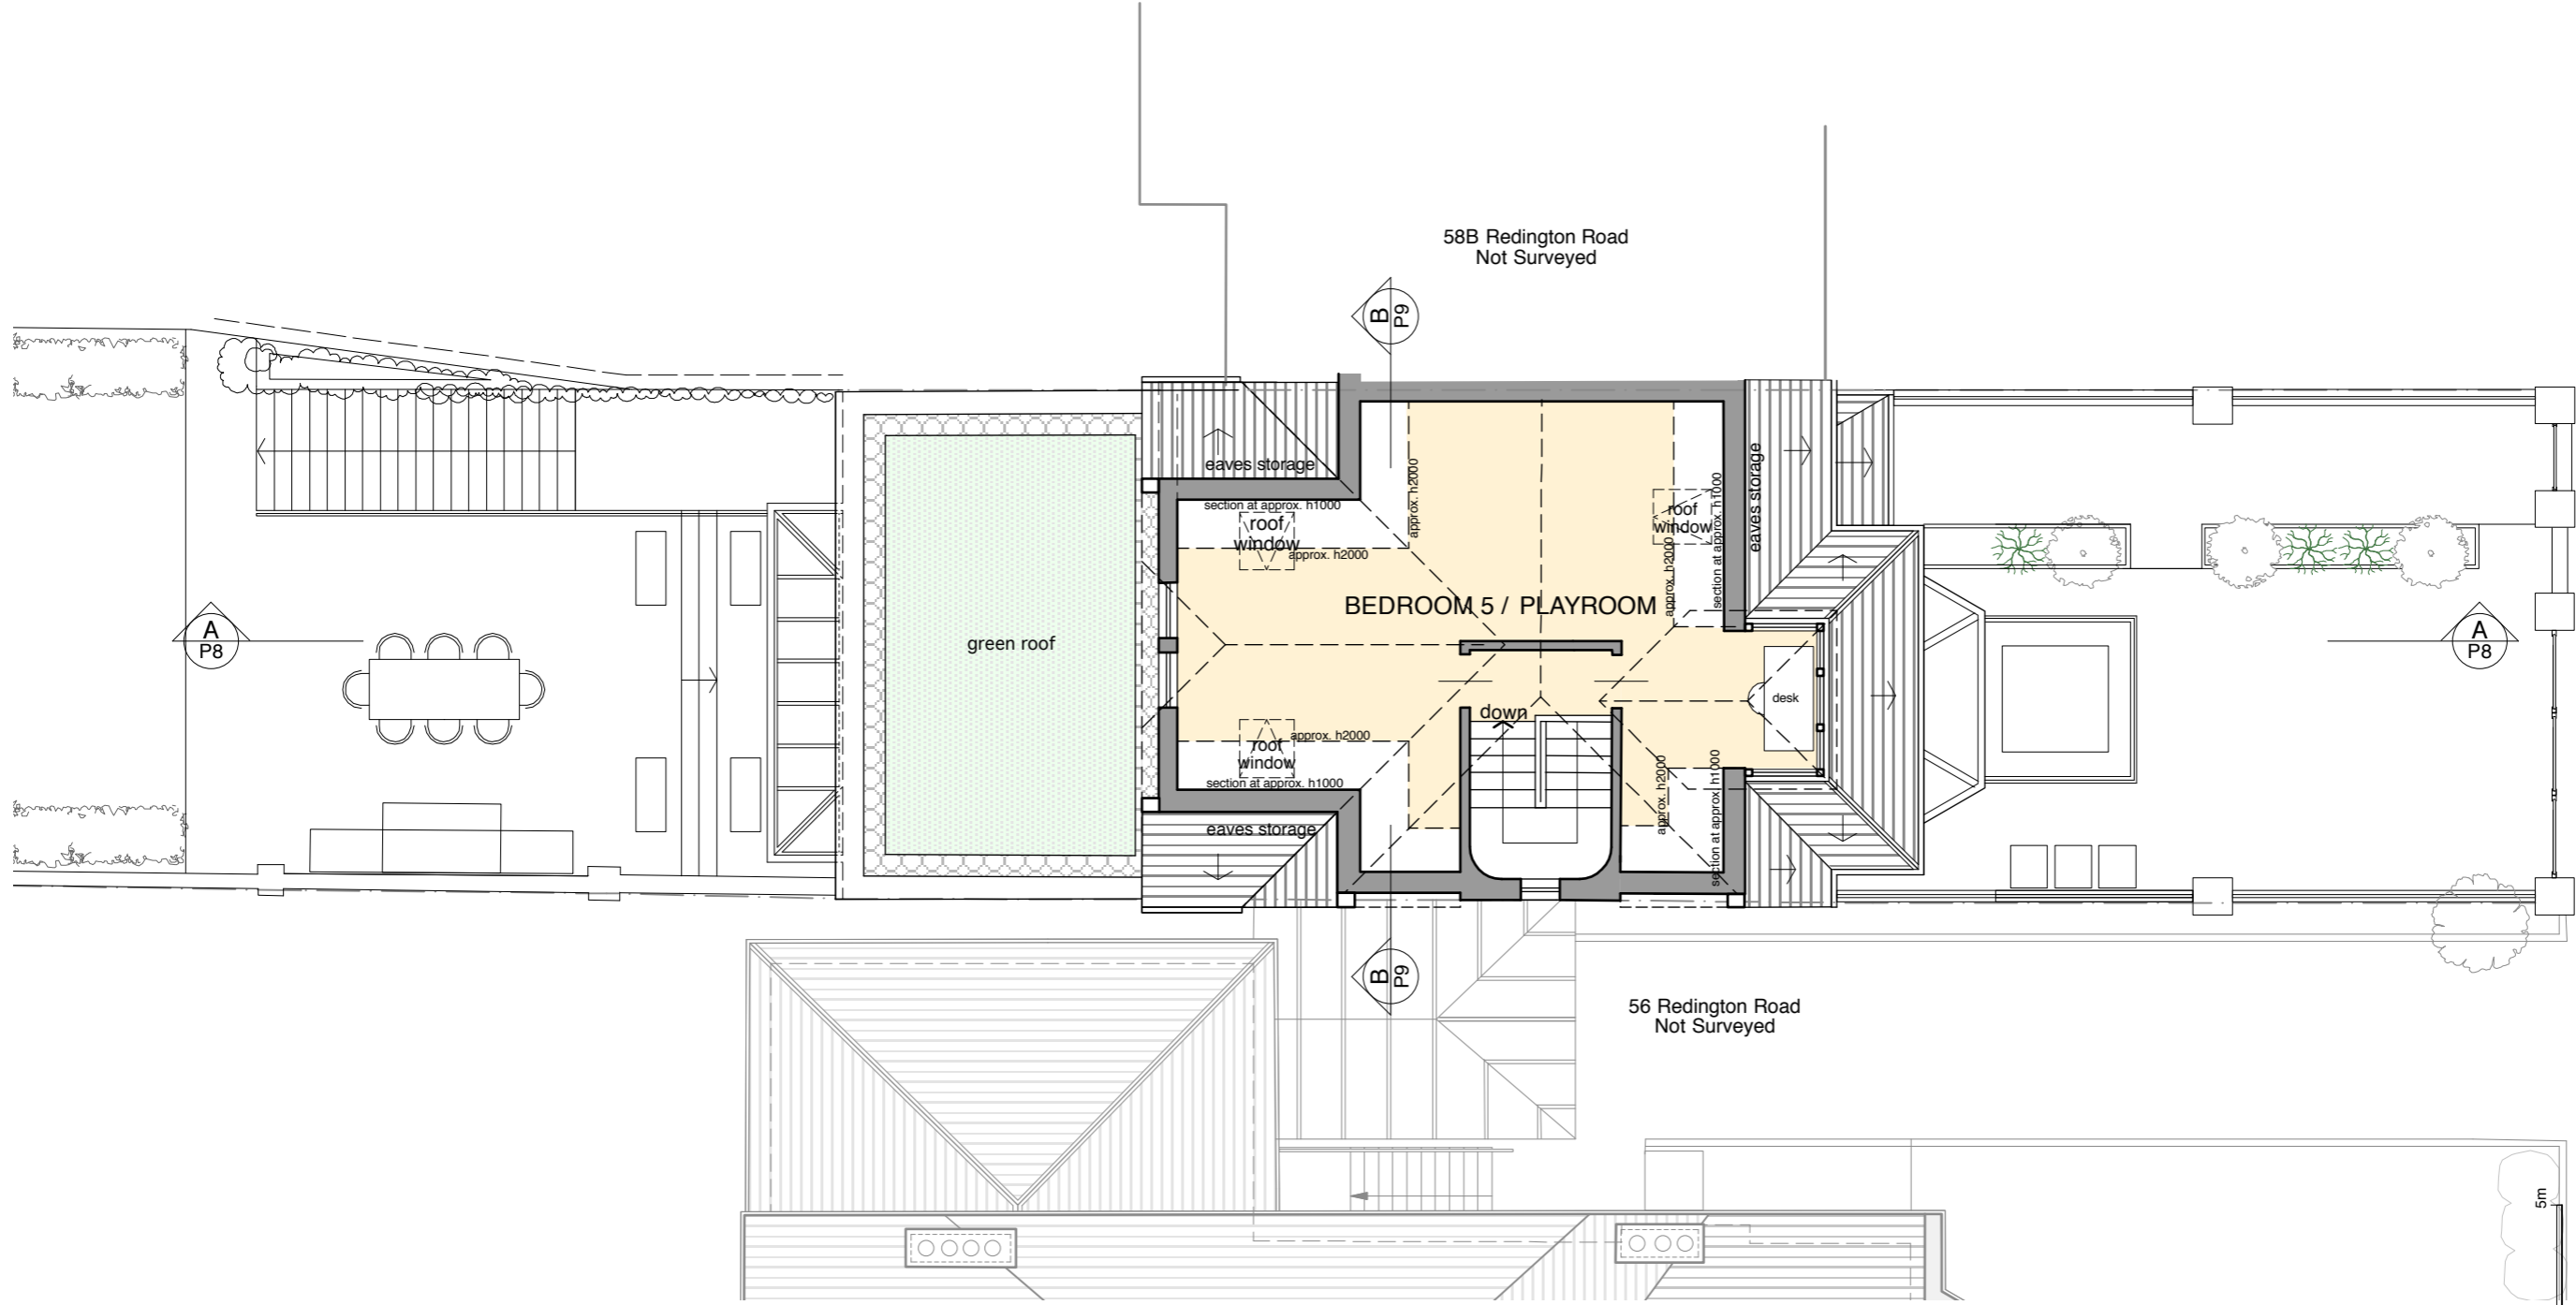 58B Redington Road
Not Surveyed
B
P9
eaves storage
section at approx. h1000
roof
window
approx. h2000
approx. h2000
roof
window
approx. h2000
section at approx. h1000
eaves storage
BEDROOM 5 / PLAYROOM
A
P8
green roof
A
P8
desk
down
approx. h2000
roof
window
section at approx. h1000
approx. h2000
section at approx. h1000
eaves storage
B
P9
56 Redington Road
Not Surveyed
5m